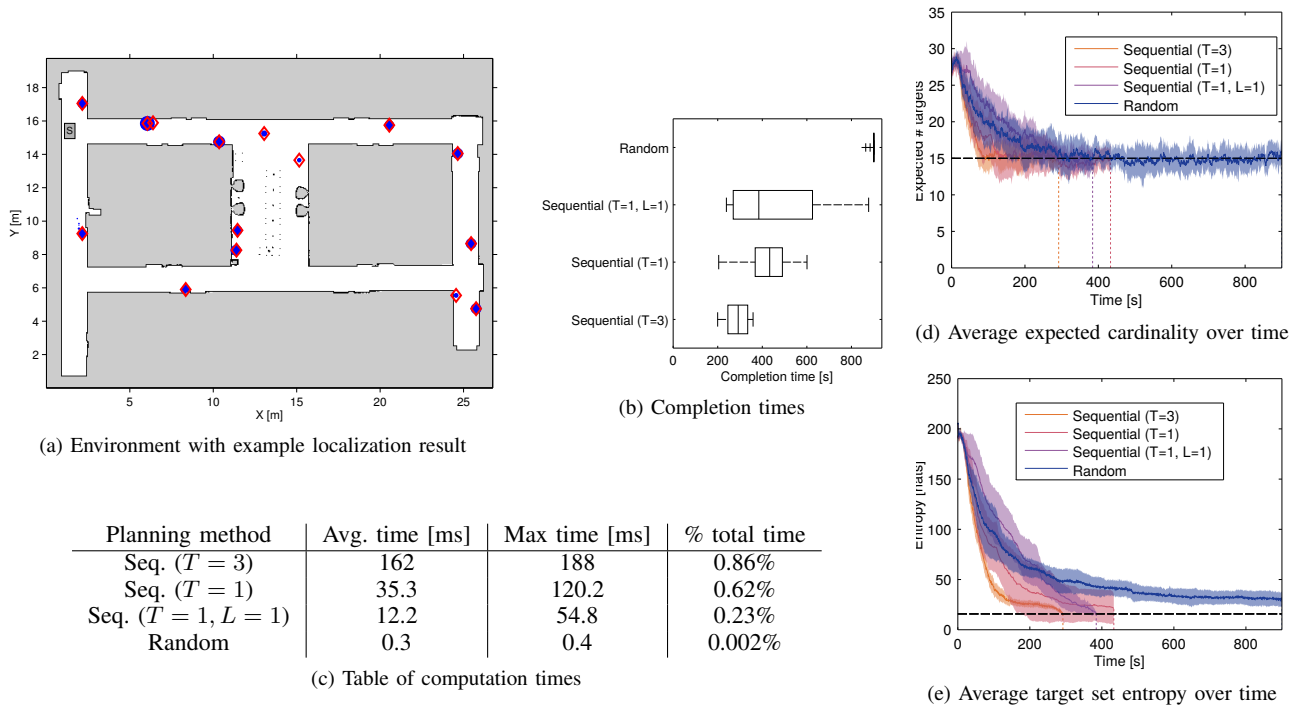 18
16
14
12
10
8
6
4
2
Y [m]
S
5
10
15
20
25
X [m]
(a) Environment with example localization result
Random
Sequential (T=1, L=1)
Sequential (T=1)
Sequential (T=3)
0
200
400
600
800
Completion time [s]
(b) Completion times
Planning method Avg. time [ms] Max time [ms] % total time
Seq. (T = 3) 162 188 0.86%
Seq. (T = 1) 35.3 120.2 0.62%
Seq. (T = 1, L = 1) 12.2 54.8 0.23%
Random 0.3 0.4 0.002%
(c) Table of computation times
35
30
25
20
15
10
5
0
Expected # targets
Sequential (T=3)
Sequential (T=1)
Sequential (T=1, L=1)
Random
0
200
400
600
800
Time [s]
(d) Average expected cardinality over time
250
200
150
100
50
0
Entropy [nats]
Sequential (T=3)
Sequential (T=1)
Sequential (T=1, L=1)
Random
0
200
400
600
800
Time [s]
(e) Average target set entropy over time